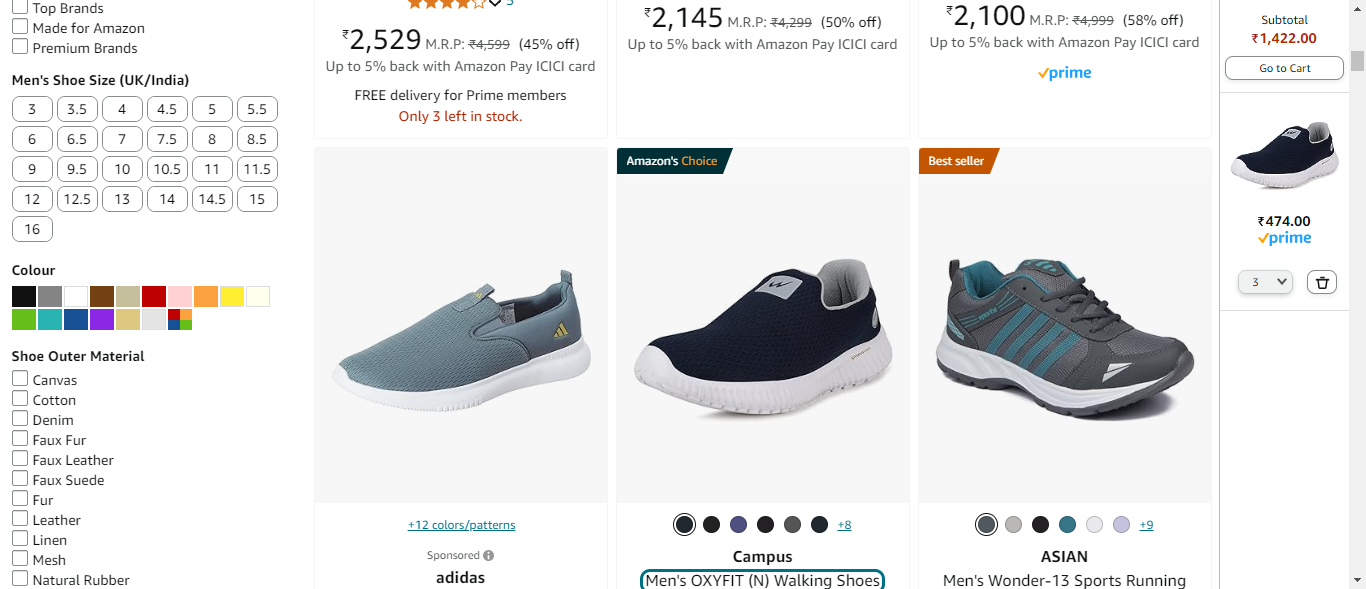 Top Brands
Made for Amazon
Premium Brands
Men's Shoe Size (UK/India)
3 3.5 4 4.5 5 5.5
6 6.5 7 7.5 8 8.5
9 9.5 10 10.5 11 11.5
12 12.5 13 14 14.5 15
16
Colour
Shoe Outer Material
Canvas
Cotton
Denim
Faux Fur
Faux Leather
Faux Suede
Fur
Leather
Linen
Mesh
Natural Rubber
5
₹2,529 M.R.P: ₹4,599 (45% off)
Up to 5% back with Amazon Pay ICICI card
FREE delivery for Prime members
Only 3 left in stock.
₹2,145 M.R.P: ₹4,299 (50% off)
Up to 5% back with Amazon Pay ICICI card
₹2,100 M.R.P: ₹4,999 (58% off)
Up to 5% back with Amazon Pay ICICI card
prime
+12 colors/patterns
Sponsored
adidas
Amazon's Choice
+8
Campus
Men's OXYFIT (N) Walking Shoes
Best seller
+9
ASIAN
Men's Wonder-13 Sports Running
Subtotal
₹1,422.00
Go to Cart
₹474.00
prime
3